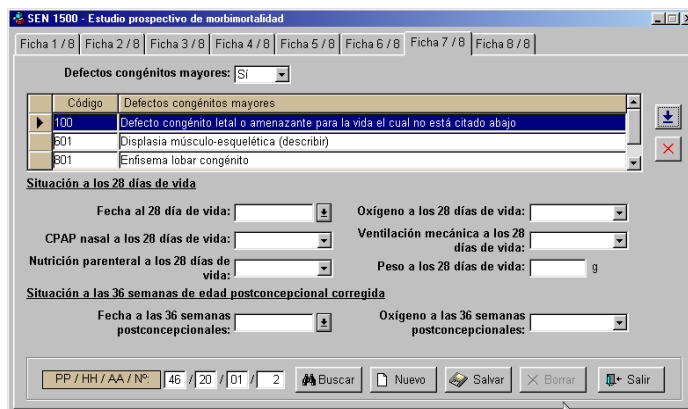 SEN 1500 - Estudio prospectivo de morbimortalidad
Ficha 1 / 8 Ficha 2 / 8 Ficha 3 / 8 Ficha 4 / 8 Ficha 5 / 8 Ficha 6 / 8 Ficha 7 / 8 Ficha 8 / 8
Defectos congénitos mayores: Sí
Código Defectos congénitos mayores
100 Defecto congénito letal o amenazante para la vida el cual no está citado abajo
601 Displasia músculo-esquelética (describir)
801 Enfisema lobar congénito
Situación a los 28 días de vida
Fecha al 28 día de vida: Oxígeno a los 28 días de vida:
CPAP nasal a los 28 días de vida: Ventilación mecánica a los 28
días de vida:
Nutrición parenteral a los 28 días de
vida: Peso a los 28 días de vida: g
Situación a las 36 semanas de edad postconcepcional corregida
Fecha a las 36 semanas Oxígeno a las 36 semanas
postconcepcionales: postconcepcionales:
PP / HH / AA / Nº: 46 / 20 / 01 / 2 Buscar Nuevo Salvar Borrar Salir